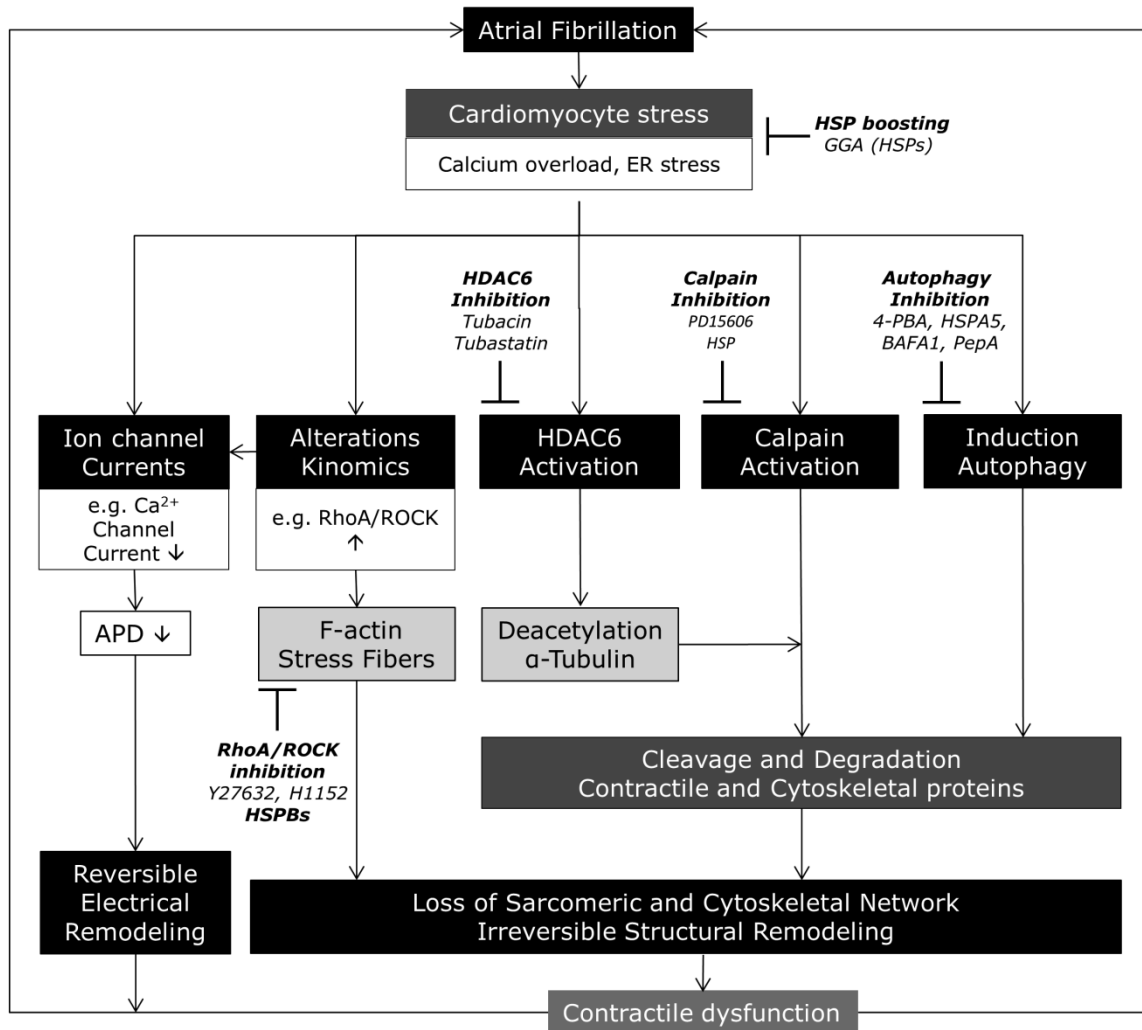 Atrial Fibrillation
Cardiomyocyte stress
Calcium overload, ER stress
HSP boosting
GGA (HSPs)
HDAC6
Inhibition
Tubacin
Tubastatin
Calpain
Inhibition
PD15606
HSP
Autophagy
Inhibition
4-PBA, HSPA5,
BAFA1, PepA
Ion channel
Currents
e.g. Ca²⁺
Channel
Current ↓
Alterations
Kinomics
e.g. RhoA/ROCK
↑
HDAC6
Activation
Calpain
Activation
Induction
Autophagy
APD ↓
F-actin
Stress Fibers
Deacetylation
α-Tubulin
RhoA/ROCK
inhibition
Y27632, H1152
HSPBs
Cleavage and Degradation
Contractile and Cytoskeletal proteins
Reversible
Electrical
Remodeling
Loss of Sarcomeric and Cytoskeletal Network
Irreversible Structural Remodeling
Contractile dysfunction